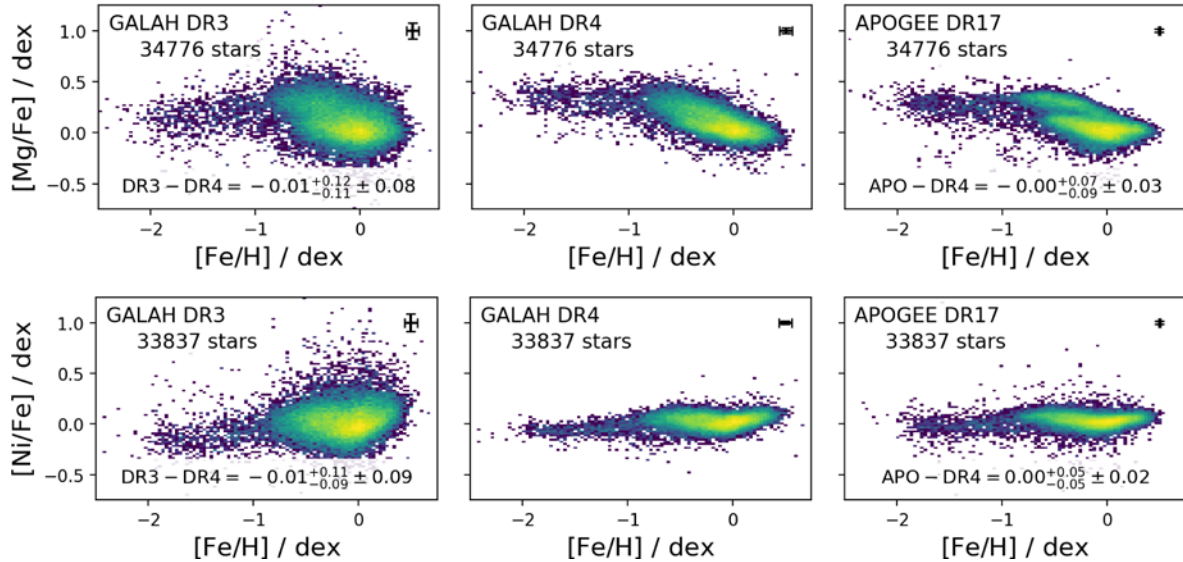 GALAH DR3
34776 stars
1.0
0.5
0.0
−0.5
[Mg/Fe] / dex
DR3 − DR4 = −0.01 +0.12 −0.11 ± 0.08
−2 −1 0
[Fe/H] / dex
GALAH DR4
34776 stars
−2 −1 0
[Fe/H] / dex
APOGEE DR17
34776 stars
APO − DR4 = −0.00 +0.07 −0.09 ± 0.03
−2 −1 0
[Fe/H] / dex
GALAH DR3
33837 stars
1.0
0.5
0.0
−0.5
[Ni/Fe] / dex
DR3 − DR4 = −0.01 +0.11 −0.09 ± 0.09
−2 −1 0
[Fe/H] / dex
GALAH DR4
33837 stars
−2 −1 0
[Fe/H] / dex
APOGEE DR17
33837 stars
APO − DR4 = 0.00 +0.05 −0.05 ± 0.02
−2 −1 0
[Fe/H] / dex